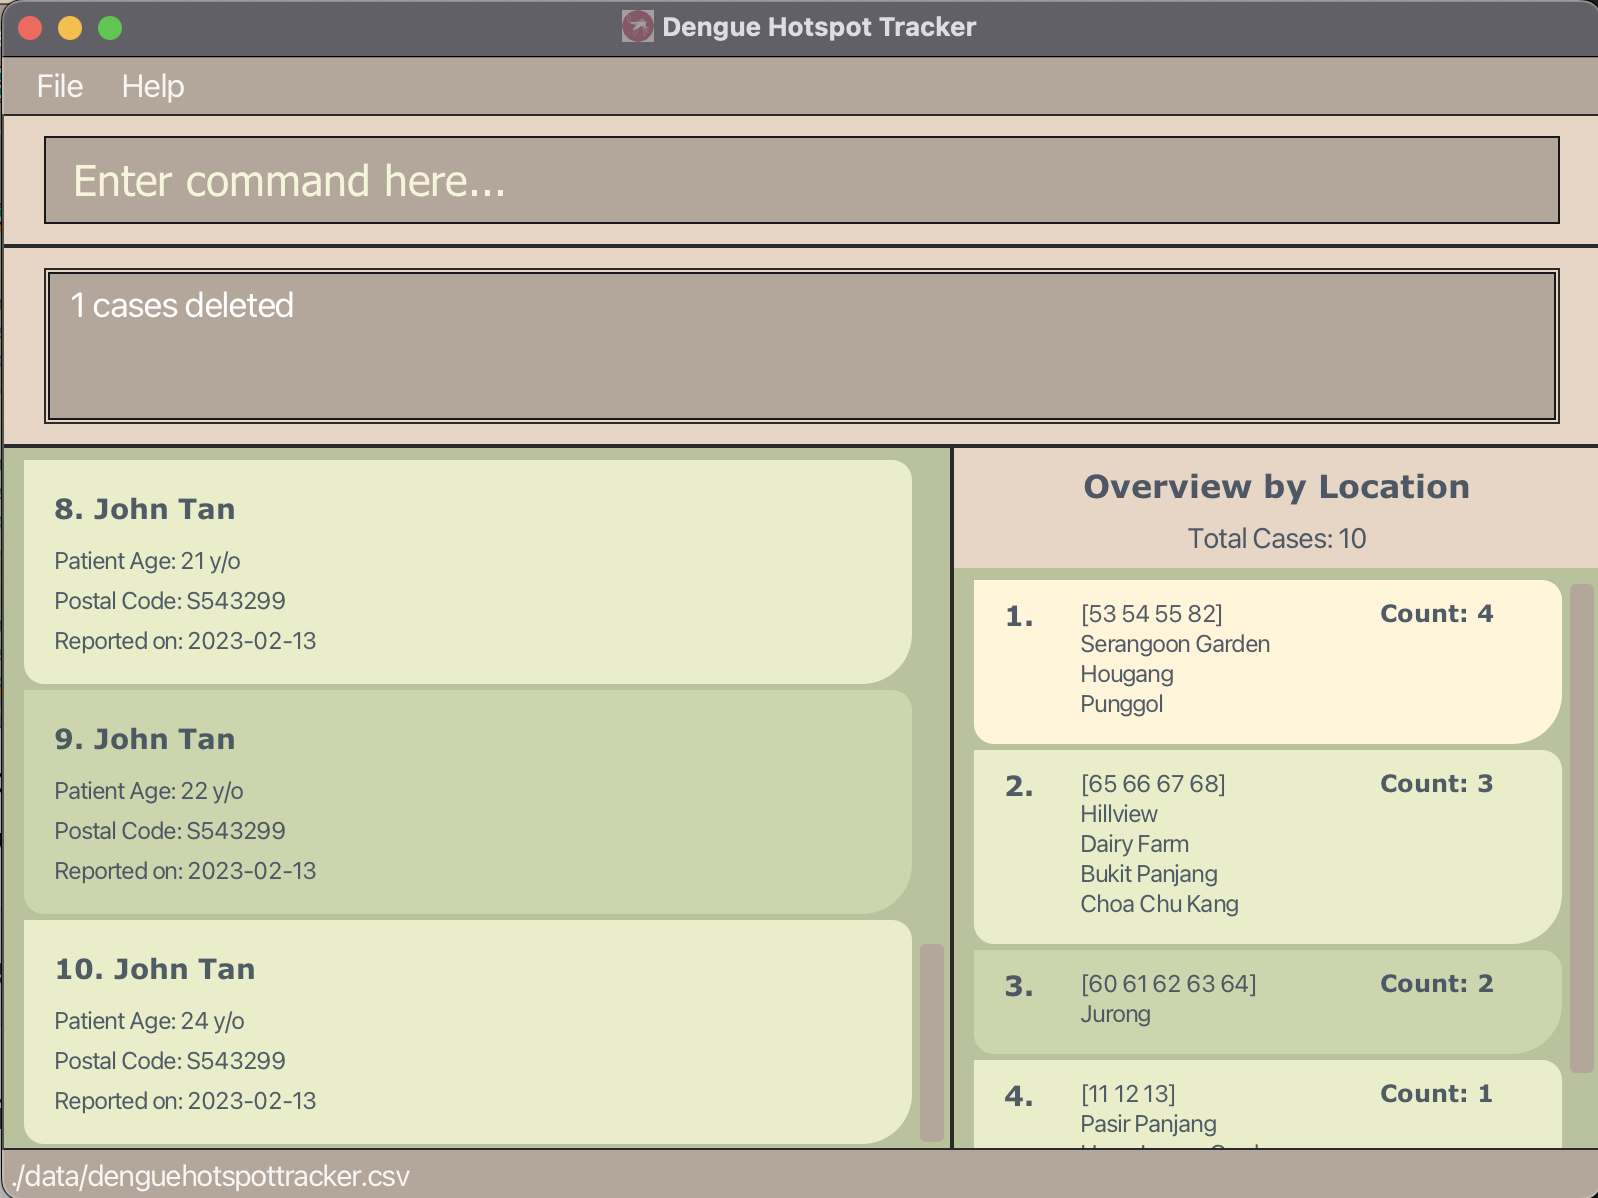 Dengue Hotspot Tracker
File Help
Enter command here...
1 cases deleted
8. John Tan
Patient Age: 21 y/o
Postal Code: S543299
Reported on: 2023-02-13
9. John Tan
Patient Age: 22 y/o
Postal Code: S543299
Reported on: 2023-02-13
10. John Tan
Patient Age: 24 y/o
Postal Code: S543299
Reported on: 2023-02-13
Overview by Location
Total Cases: 10
1. [53 54 55 82] Count: 4
Serangoon Garden
Hougang
Punggol
2. [65 66 67 68] Count: 3
Hillview
Dairy Farm
Bukit Panjang
Choa Chu Kang
3. [60 61 62 63 64] Count: 2
Jurong
4. [11 12 13] Count: 1
Pasir Panjang
./data/denguehotspottracker.csv